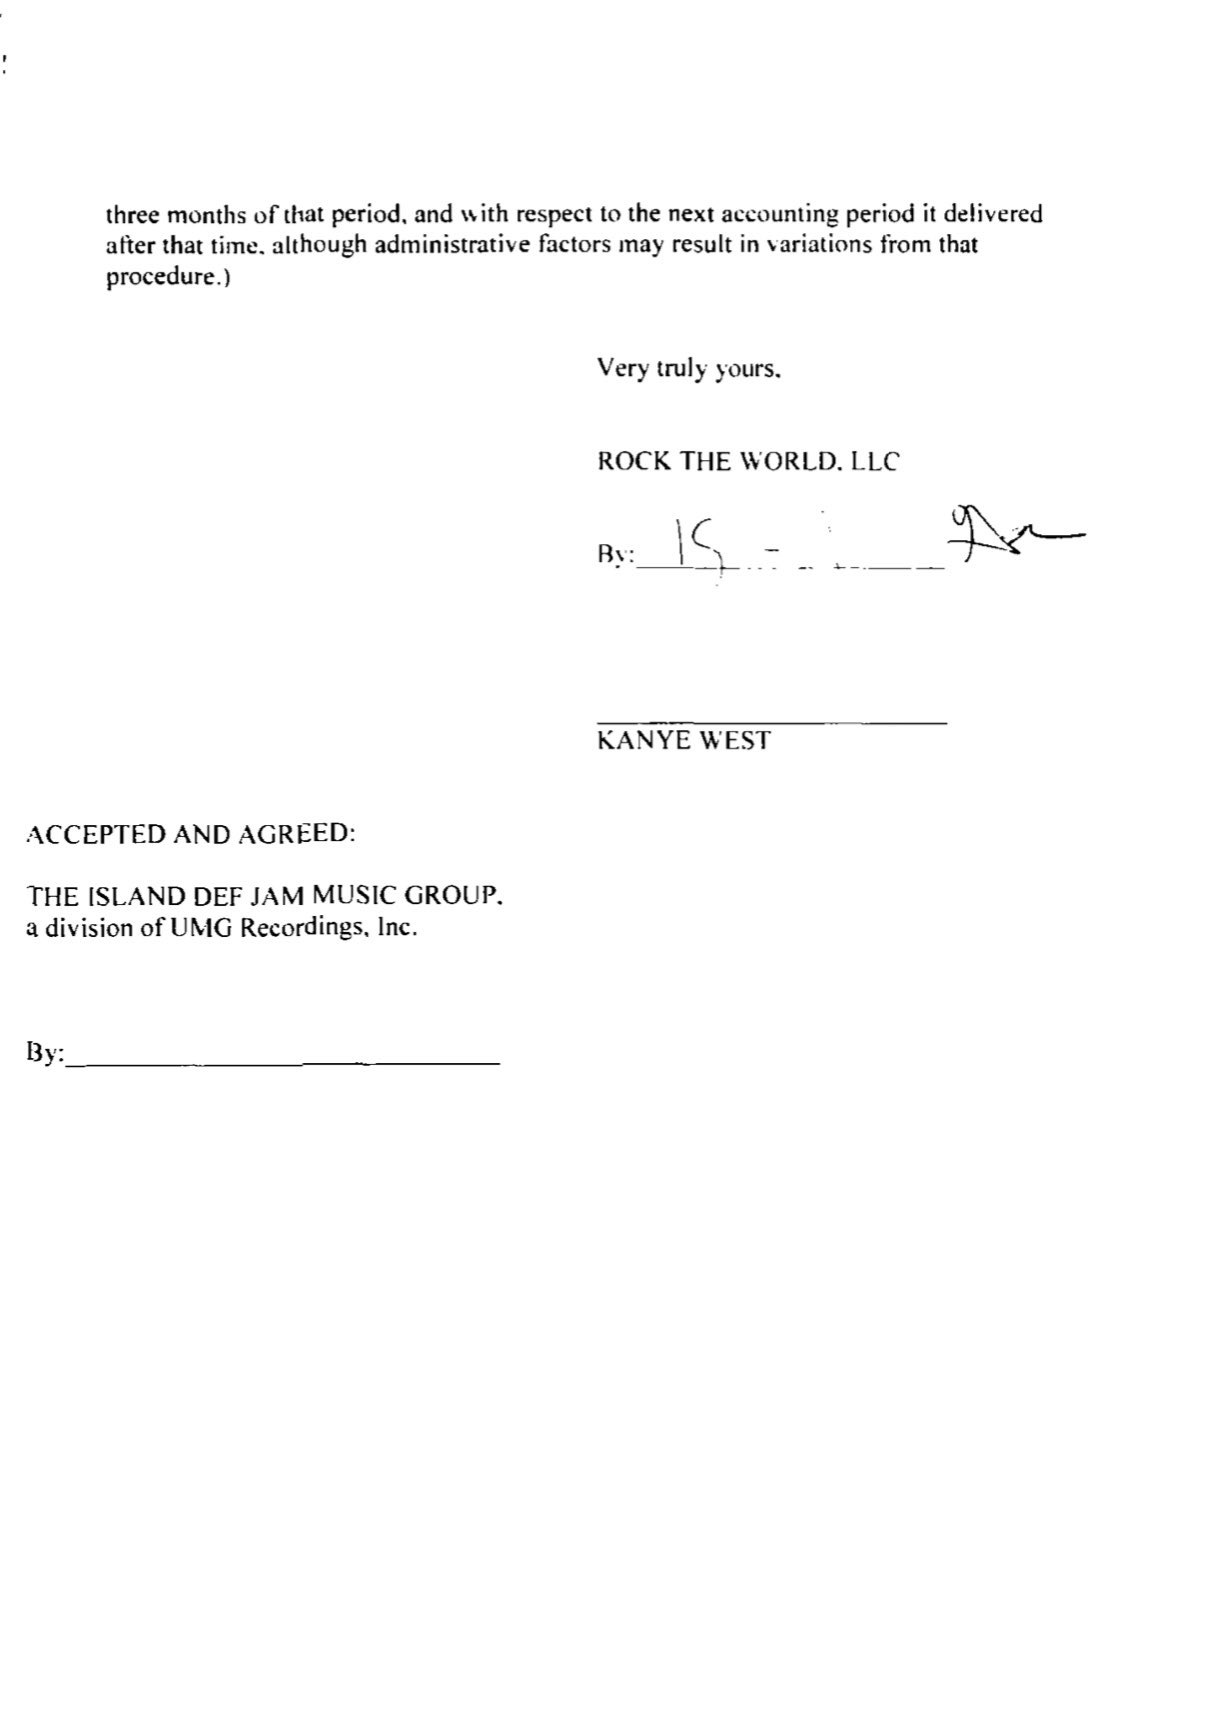 three months of that period, and with respect to the next accounting period it delivered
after that time, although administrative factors may result in variations from that
procedure.)
Very truly yours,
ROCK THE WORLD, LLC
By:
KANYE WEST
ACCEPTED AND AGREED:
THE ISLAND DEF JAM MUSIC GROUP,
a division of UMG Recordings, Inc.
By: